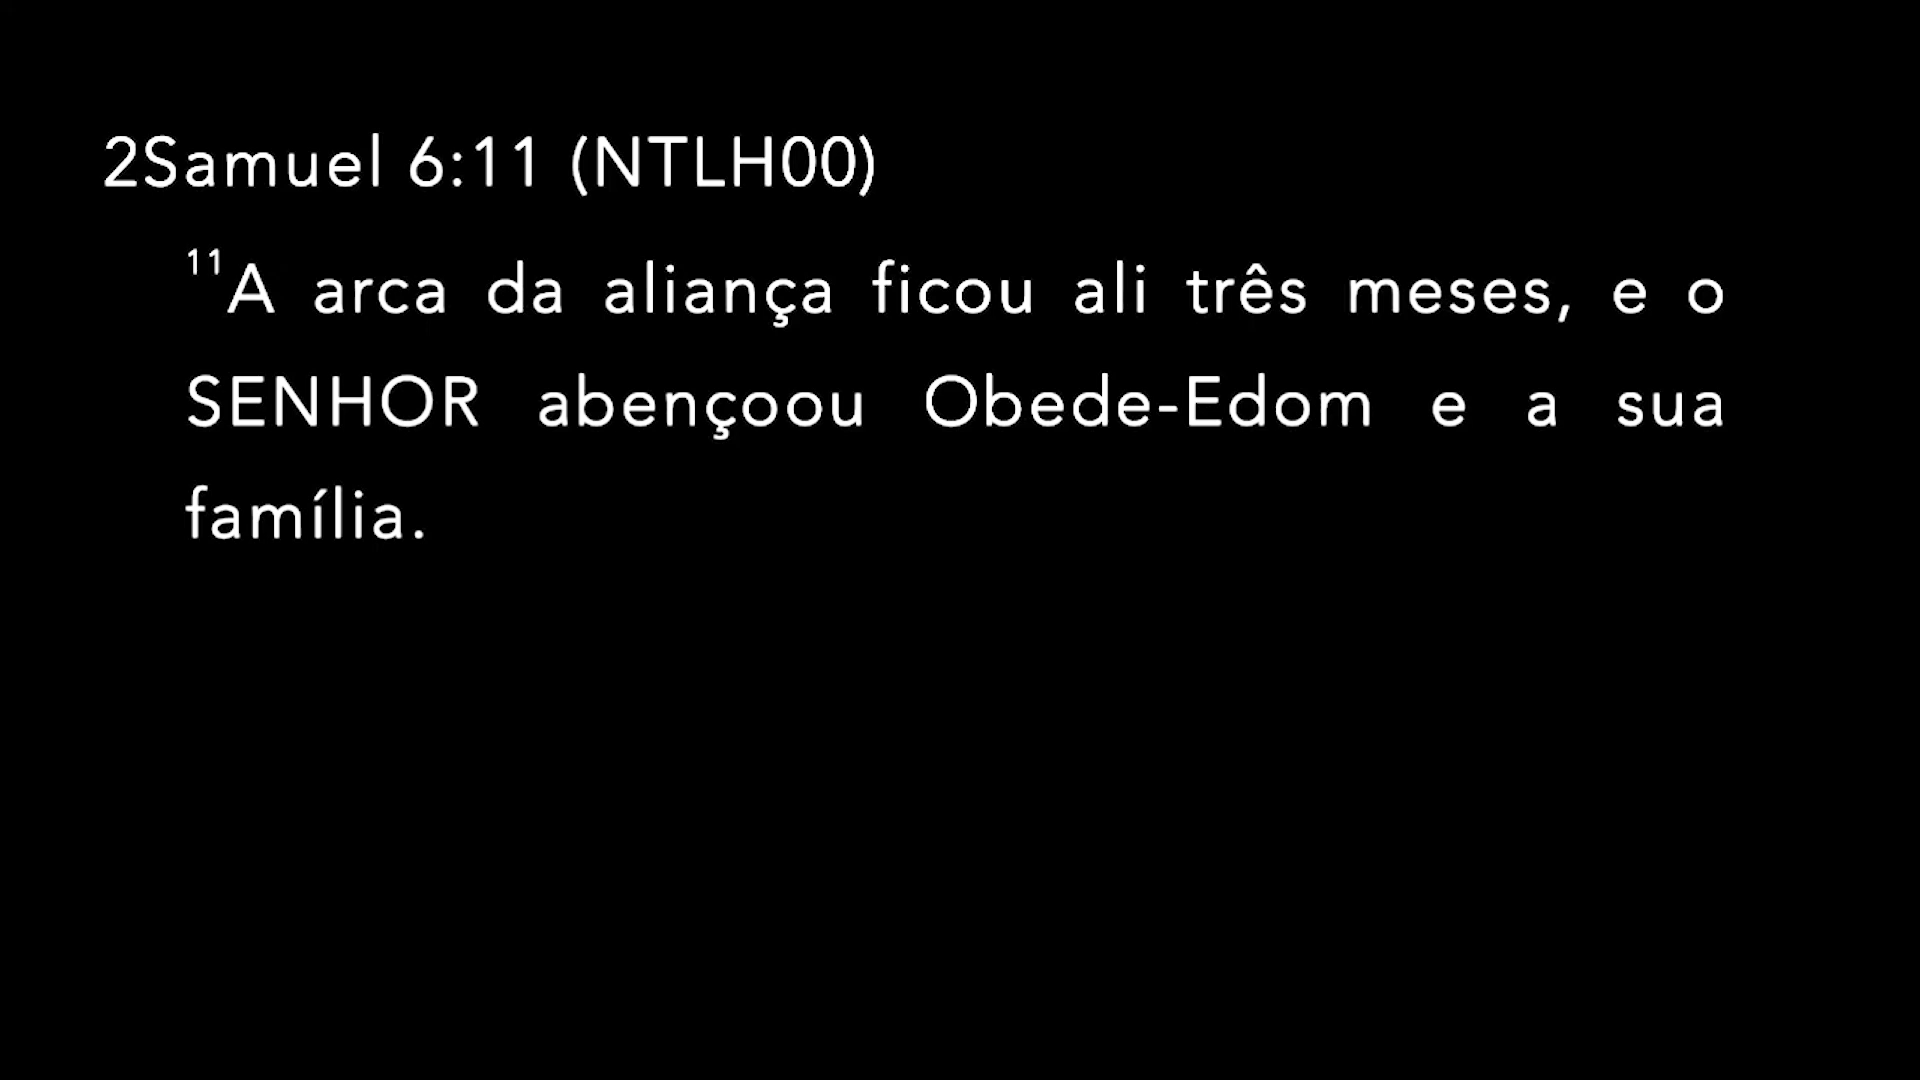 2Samuel 6:11 (NTLH00)
¹¹A arca da aliança ficou ali três meses, e o
SENHOR abençoou Obede-Edom e a sua
família.